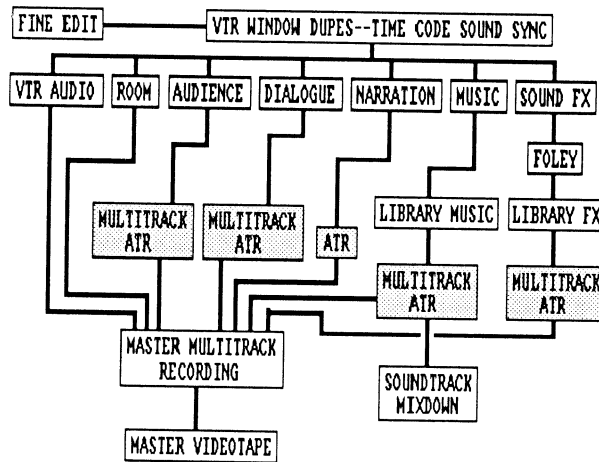 FINE EDIT
VTR WINDOW DUPES--TIME CODE SOUND SYNC
VTR AUDIO
ROOM
AUDIENCE
DIALOGUE
NARRATION
MUSIC
SOUND FX
FOLEY
MULTITRACK
ATR
MULTITRACK
ATR
ATR
LIBRARY MUSIC
LIBRARY FX
MULTITRACK
ATR
MULTITRACK
ATR
MASTER MULTITRACK
RECORDING
SOUNDTRACK
MIXDOWN
MASTER VIDEOTAPE